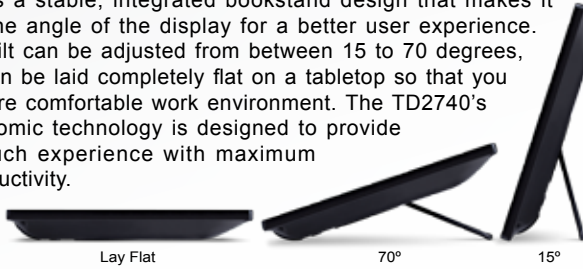 s a stable, integrated bookstand design that makes it
ne angle of the display for a better user experience.
ilt can be adjusted from between 15 to 70 degrees,
n be laid completely flat on a tabletop so that you
re comfortable work environment. The TD2740's
omic technology is designed to provide
uch experience with maximum
uctivity.
Lay Flat
70º
15º